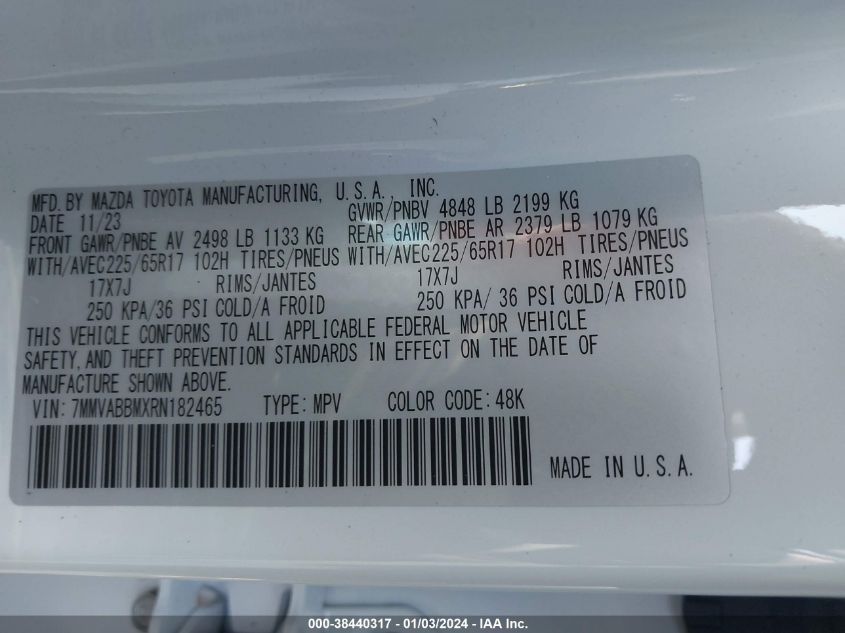 MFD. BY MAZDA TOYOTA MANUFACTURING, U.S.A., INC.
DATE 11/23 GVWR/PNBV 4848 LB 2199 KG
FRONT GAWR/PNBE AV 2498 LB 1133 KG REAR GAWR/PNBE AR 2379 LB 1079 KG
WITH/AVEC225/65R17 102H TIRES/PNEUS WITH/AVEC225/65R17 102H TIRES/PNEUS
17X7J RIMS/JANTES 17X7J RIMS/JANTES
250 KPA/36 PSI COLD/A FROID 250 KPA/ 36 PSI COLD/A FROID
THIS VEHICLE CONFORMS TO ALL APPLICABLE FEDERAL MOTOR VEHICLE
SAFETY, AND THEFT PREVENTION STANDARDS IN EFFECT ON THE DATE OF
MANUFACTURE SHOWN ABOVE.
VIN: 7MMVABBMXRN182465 TYPE: MPV COLOR CODE: 48K
MADE IN U.S.A.
000-38440317 - 01/03/2024 - IAA Inc.